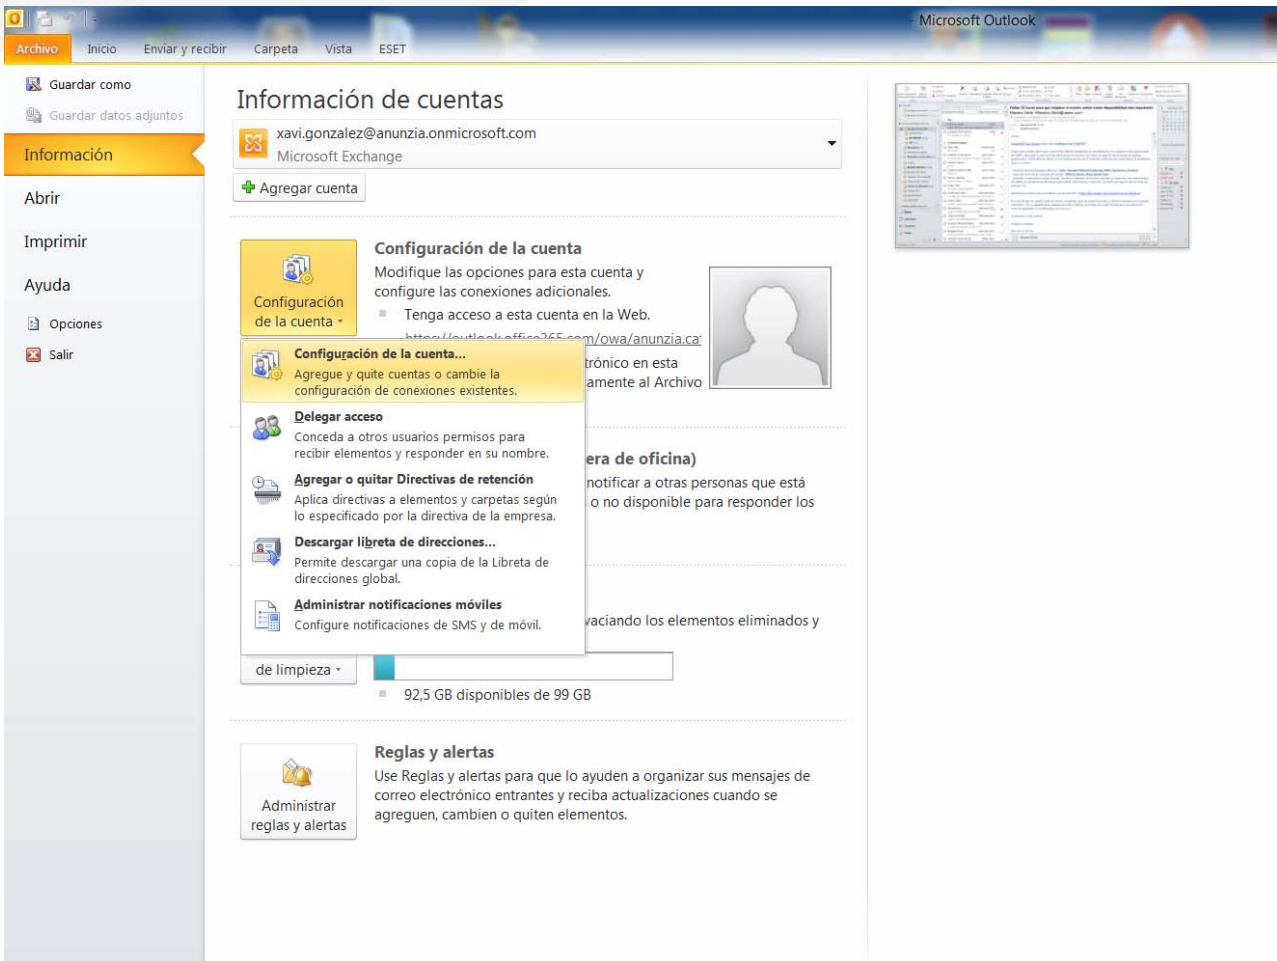 Microsoft Outlook
Archivo Inicio Enviar y recibir Carpeta Vista ESET
Guardar como
Guardar datos adjuntos
Información
Abrir
Imprimir
Ayuda
Opciones
Salir
Información de cuentas
xavi.gonzalez@anunzia.onmicrosoft.com
Microsoft Exchange
Agregar cuenta
Configuración
de la cuenta
Configuración de la cuenta
Modifique las opciones para esta cuenta y
configure las conexiones adicionales.
Tenga acceso a esta cuenta en la Web.
https://outlook.office365.com/owa/anunzia.ca
trónico en esta
amente al Archivo
Configuración de la cuenta...
Agregue y quite cuentas o cambie la
configuración de conexiones existentes.
Delegar acceso
Conceda a otros usuarios permisos para
recibir elementos y responder en su nombre.
Agregar o quitar Directivas de retención
Aplica directivas a elementos y carpetas según
lo especificado por la directiva de la empresa.
Descargar libreta de direcciones...
Permite descargar una copia de la Libreta de
direcciones global.
Administrar notificaciones móviles
Configure notificaciones de SMS y de móvil.
era de oficina)
notificar a otras personas que está
o no disponible para responder los
vaciando los elementos eliminados y
de limpieza
92,5 GB disponibles de 99 GB
Administrar
reglas y alertas
Reglas y alertas
Use Reglas y alertas para que lo ayuden a organizar sus mensajes de
correo electrónico entrantes y reciba actualizaciones cuando se
agreguen, cambien o quiten elementos.